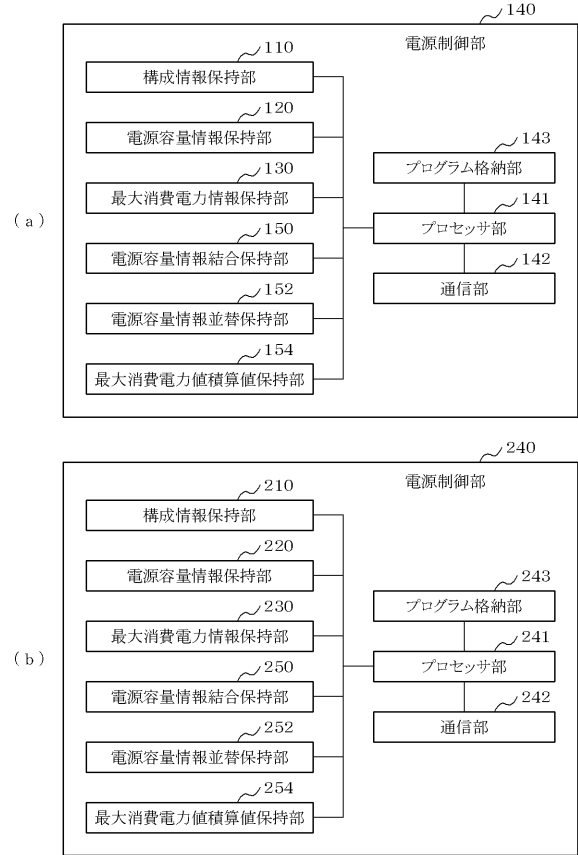 140
電源制御部
110
構成情報保持部
120
電源容量情報保持部
130
最大消費電力情報保持部
150
電源容量情報結合保持部
152
電源容量情報並替保持部
154
最大消費電力値積算値保持部
143
プログラム格納部
141
プロセッサ部
142
通信部
(a)
240
電源制御部
210
構成情報保持部
220
電源容量情報保持部
230
最大消費電力情報保持部
250
電源容量情報結合保持部
252
電源容量情報並替保持部
254
最大消費電力値積算値保持部
243
プログラム格納部
241
プロセッサ部
242
通信部
(b)